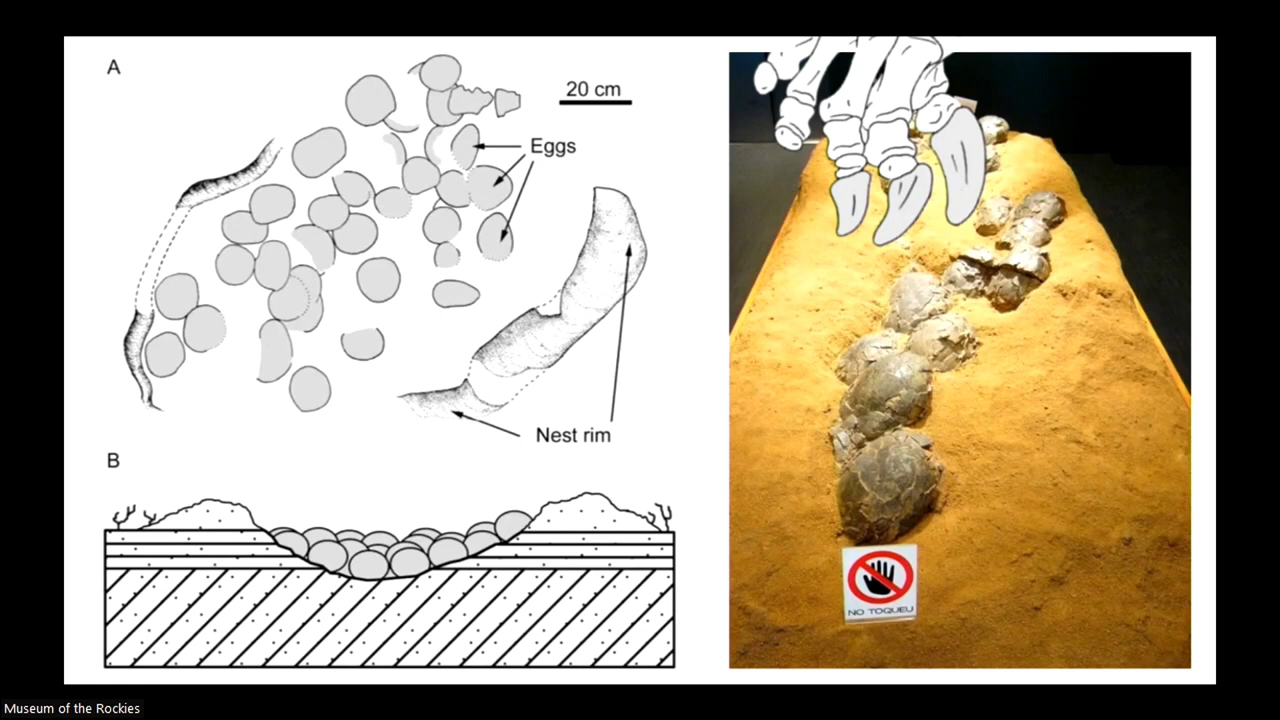 A
20 cm
Eggs
Nest rim
B
NO TOQUEU
Museum of the Rockies